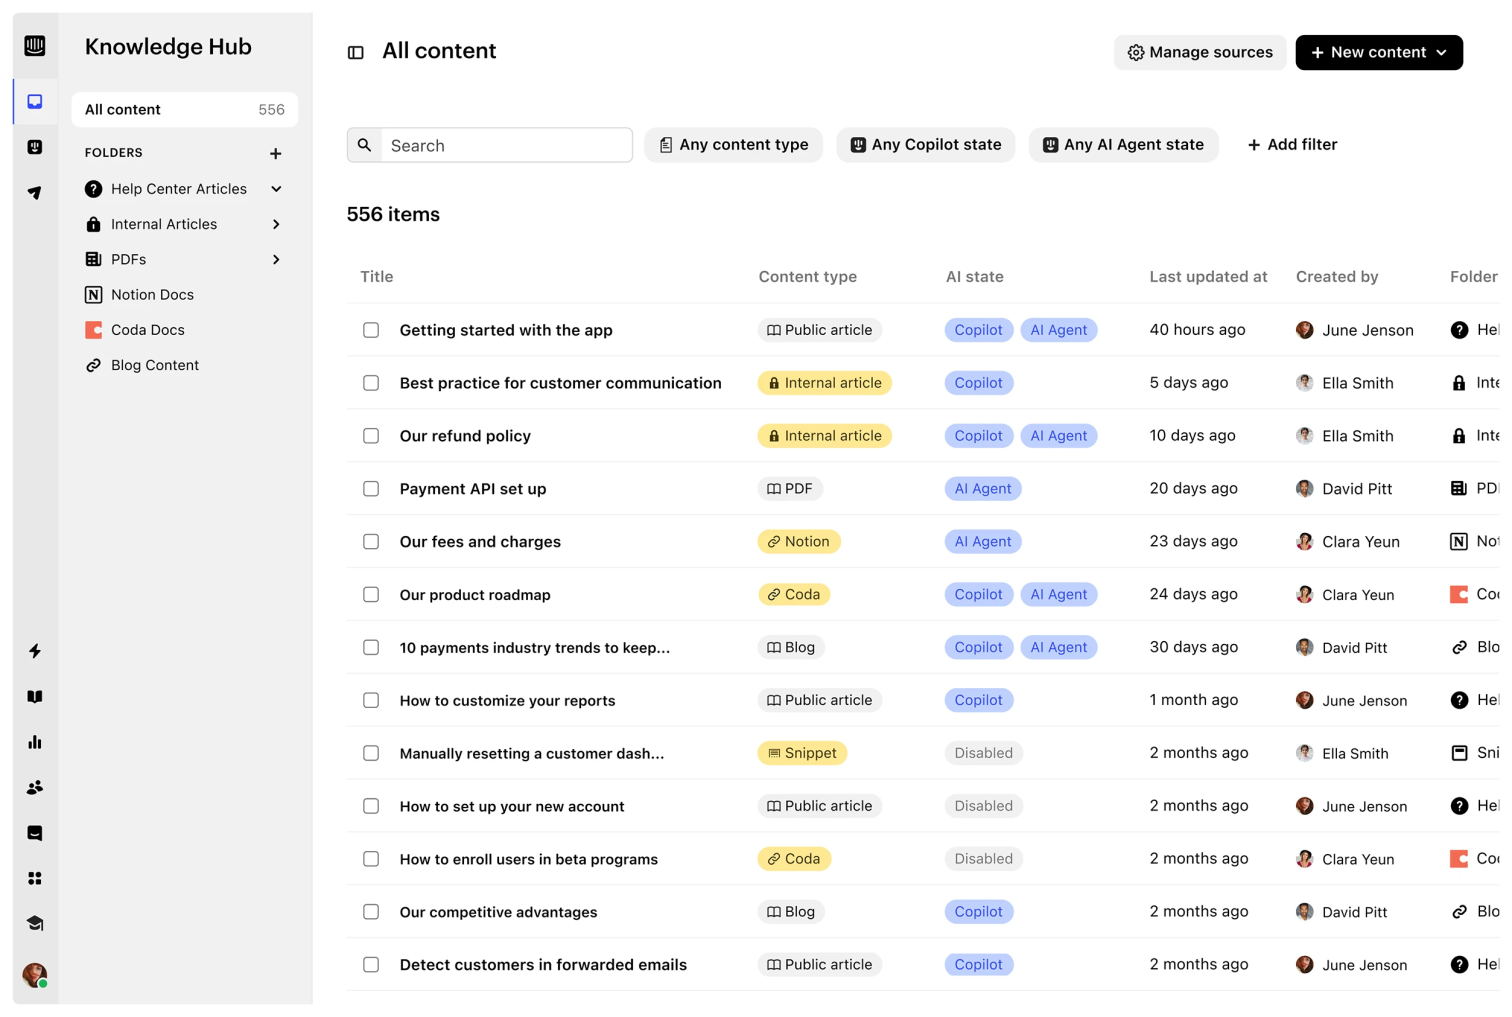 Knowledge Hub
All content 556
FOLDERS
Help Center Articles
Internal Articles
PDFs
Notion Docs
Coda Docs
Blog Content
All content
Manage sources
New content
Search
Any content type
Any Copilot state
Any AI Agent state
Add filter
556 items
Title Content type AI state Last updated at Created by Folder
Getting started with the app Public article Copilot AI Agent 40 hours ago June Jenson Hel
Best practice for customer communication Internal article Copilot 5 days ago Ella Smith Inte
Our refund policy Internal article Copilot AI Agent 10 days ago Ella Smith Inte
Payment API set up PDF AI Agent 20 days ago David Pitt PDF
Our fees and charges Notion AI Agent 23 days ago Clara Yeun Not
Our product roadmap Coda Copilot AI Agent 24 days ago Clara Yeun Cod
10 payments industry trends to keep... Blog Copilot AI Agent 30 days ago David Pitt Blo
How to customize your reports Public article Copilot 1 month ago June Jenson Hel
Manually resetting a customer dash... Snippet Disabled 2 months ago Ella Smith Sni
How to set up your new account Public article Disabled 2 months ago June Jenson Hel
How to enroll users in beta programs Coda Disabled 2 months ago Clara Yeun Cod
Our competitive advantages Blog Copilot 2 months ago David Pitt Blo
Detect customers in forwarded emails Public article Copilot 2 months ago June Jenson Hel